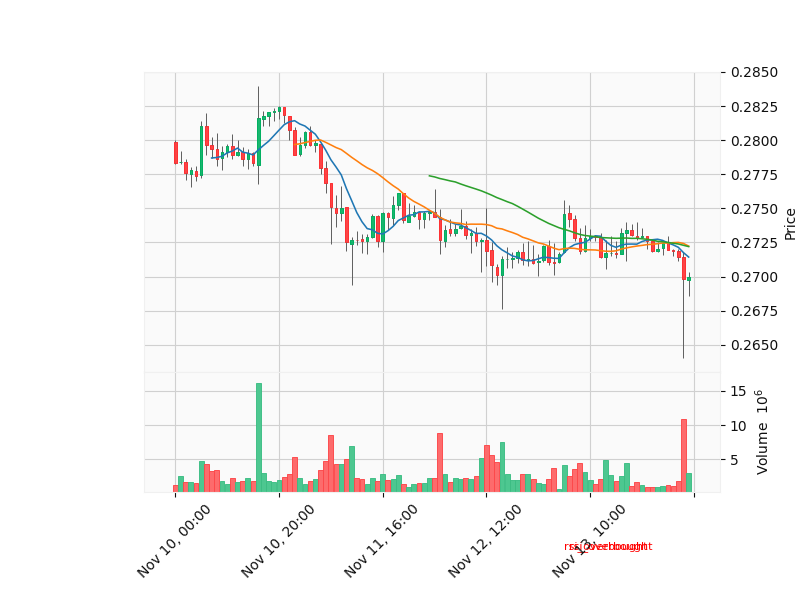 0.2850
0.2825
0.2800
0.2775
0.2750
0.2725
0.2700
0.2675
0.2650
Price
15
10
5
Volume 10^6
Nov 10, 00:00
Nov 10, 20:00
Nov 11, 16:00
Nov 12, 12:00
Nov 13, 10:00